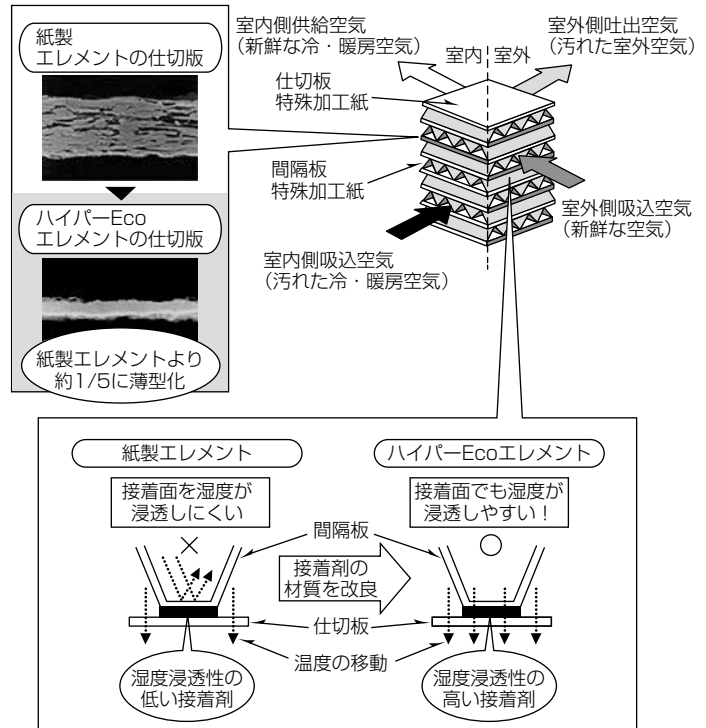 紙製
エレメントの仕切版
ハイパーEco
エレメントの仕切版
紙製エレメントより
約1/5に薄型化
室内側供給空気
(新鮮な冷・暖房空気)
室内
室外
室外側吐出空気
(汚れた室外空気)
仕切板
特殊加工紙
間隔板
特殊加工紙
室外側吸込空気
(新鮮な空気)
室内側吸込空気
(汚れた冷・暖房空気)
紙製エレメント
接着面を湿度が
浸透しにくい
×
ハイパーEcoエレメント
接着面でも湿度が
浸透しやすい!
○
間隔板
接着剤の
材質を改良
仕切板
温度の移動
湿度浸透性の
低い接着剤
湿度浸透性の
高い接着剤